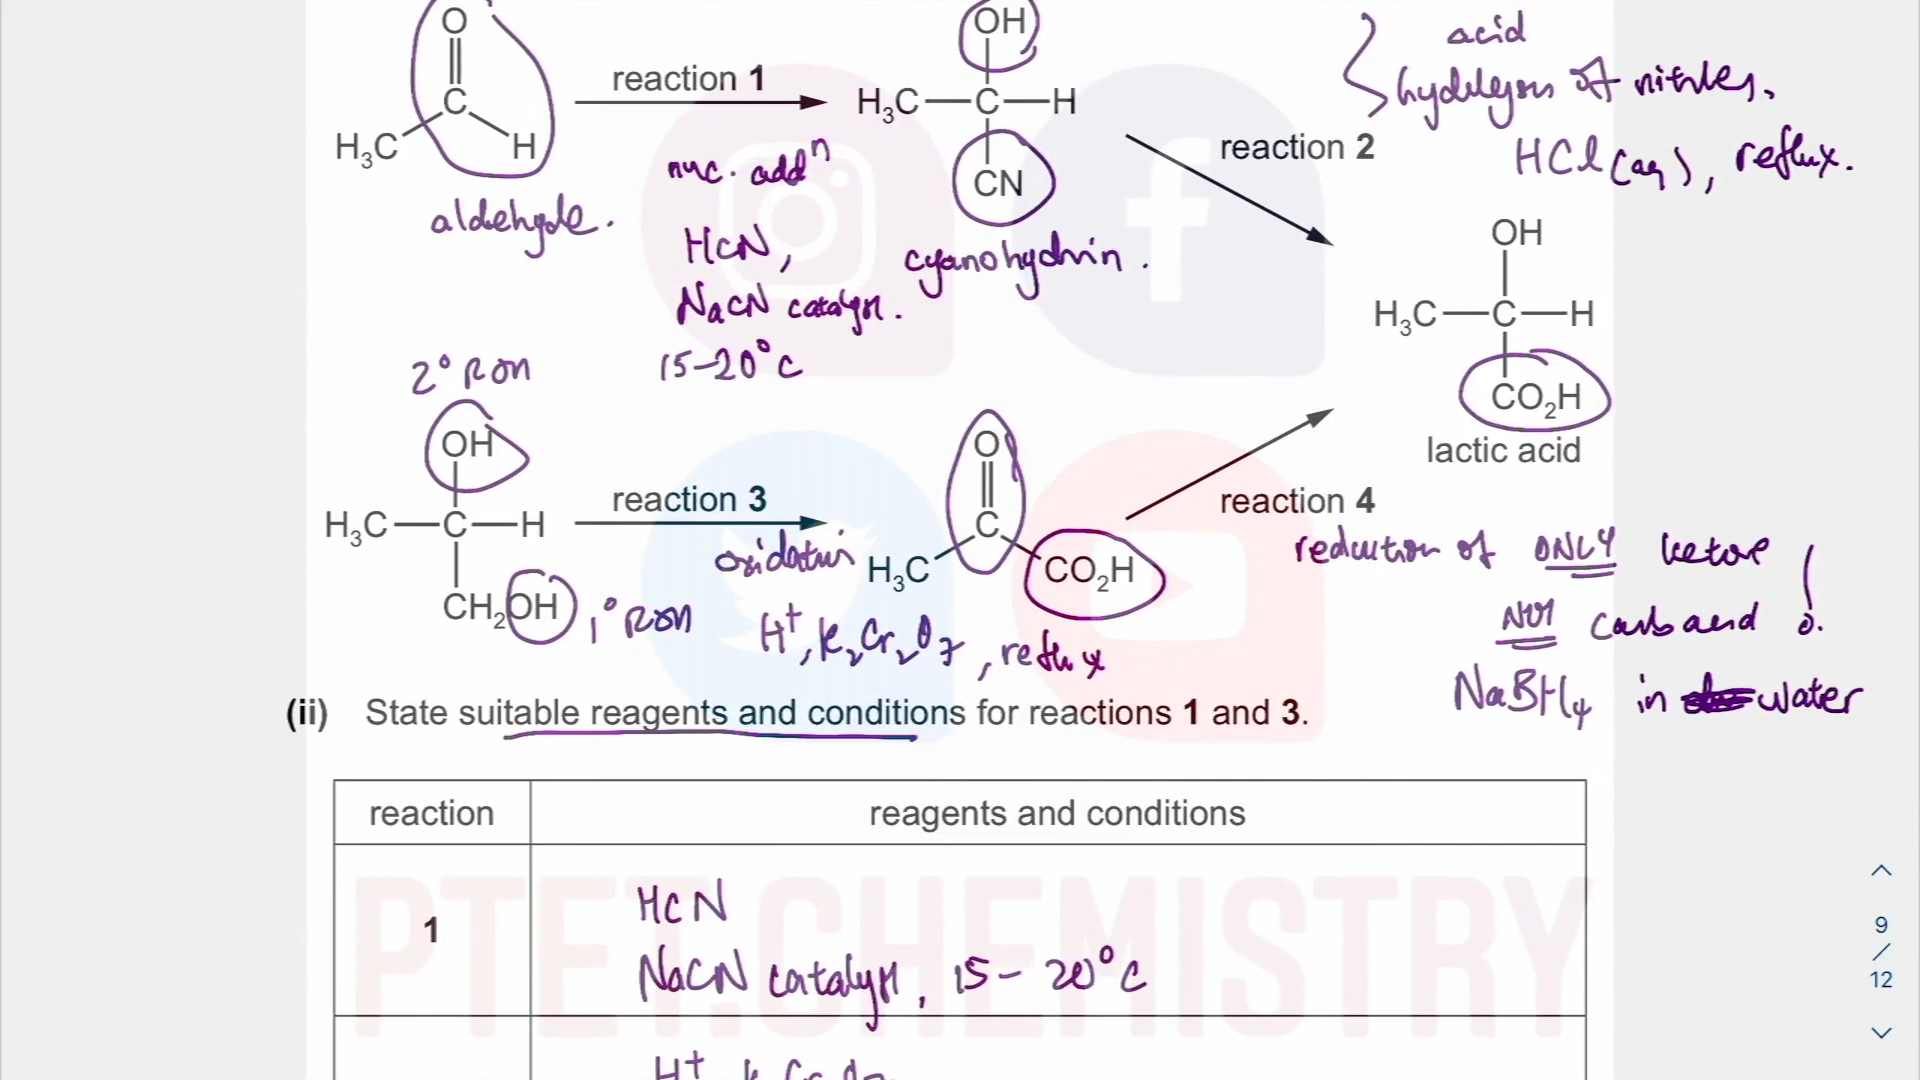 O
OH
acid
reaction 1
H₃C—C—H
hydrolysis of nitriles.
C
H₃C
H
reaction 2
HCl(aq), reflux.
nuc. addⁿ
CN
aldehyde.
HCN,
cyanohydrin.
OH
NaCN catalyst.
H₃C—C—H
15–20°C
2° ROH
CO₂H
OH
O
lactic acid
reaction 3
reaction 4
H₃C—C—H
oxidation
C
H₃C
CO₂H
reduction of ONLY ketone
CH₂OH
1° ROH
H⁺, K₂Cr₂O₇, reflux
NOT carb acid
NaBH₄ in water
(ii) State suitable reagents and conditions for reactions 1 and 3.
reaction
reagents and conditions
1
HCN
NaCN catalyst, 15– 20°C
PTET.CHEMISTRY
9
/
12